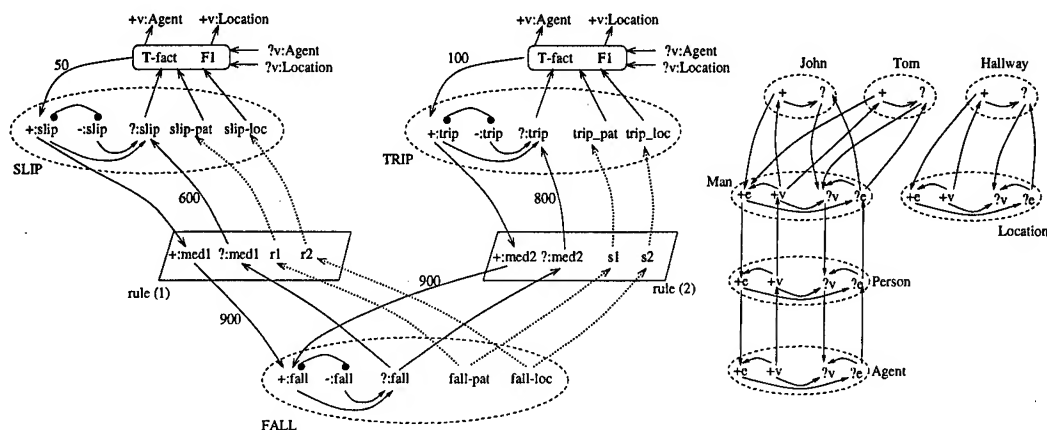 +v:Agent +v:Location
+v:Agent +v:Location
50
T-fact F1
?v:Agent
?v:Location
100
T-fact F1
?v:Agent
?v:Location
John Tom Hallway
+ ?
+ ?
+ ?
+:slip -:slip ?:slip slip-pat slip-loc
SLIP
+:trip -:trip ?:trip trip_pat trip_loc
TRIP
Man
+e +v ?v ?e
+e +v ?v ?e
Location
600
800
+:med1 ?:med1 r1 r2
rule (1)
+:med2 ?:med2 s1 s2
rule (2)
900
900
+e +v ?v ?e
Person
+:fall -:fall ?:fall fall-pat fall-loc
FALL
+e +v ?v ?e
Agent